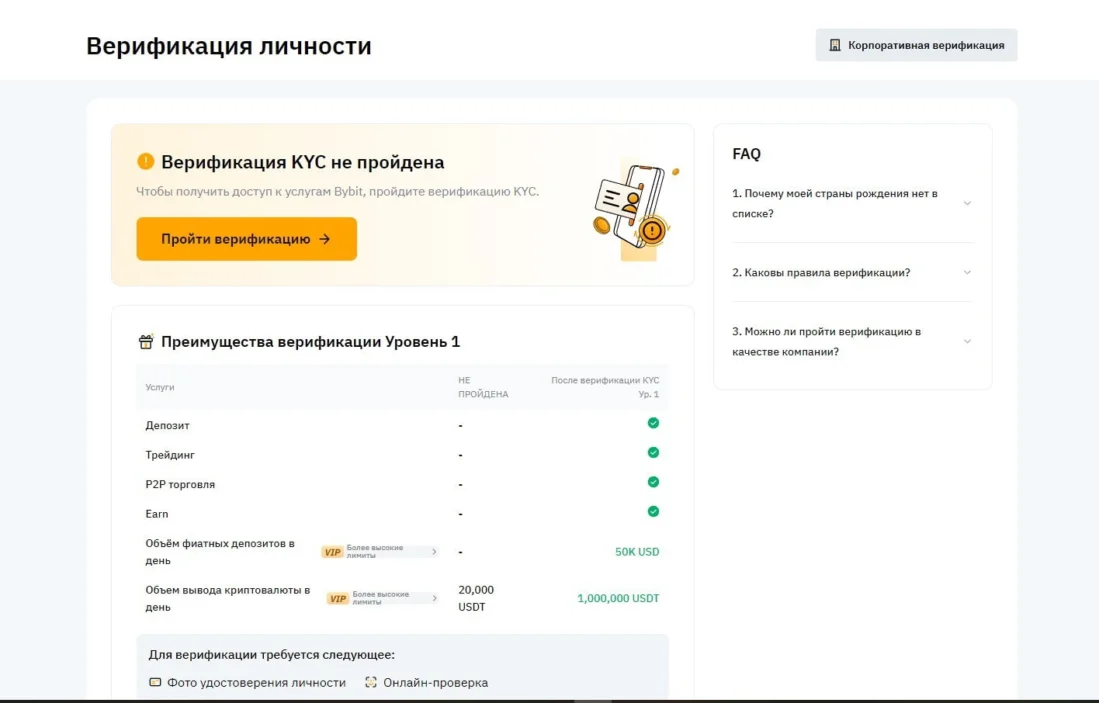 Верификация личности
Корпоративная верификация
Верификация KYC не пройдена
Чтобы получить доступ к услугам Bybit, пройдите верификацию KYC.
Пройти верификацию →
Преимущества верификации Уровень 1
Услуги
НЕ
ПРОЙДЕНА
После верификации KYC
Ур. 1
Депозит -
Трейдинг -
P2P торговля -
Earn -
Объём фиатных депозитов в
день
VIP Более высокие
лимиты
-
50K USD
Объем вывода криптовалюты в
день
VIP Более высокие
лимиты
20,000
USDT
1,000,000 USDT
Для верификации требуется следующее:
Фото удостоверения личности Онлайн-проверка
FAQ
1. Почему моей страны рождения нет в
списке?
2. Каковы правила верификации?
3. Можно ли пройти верификацию в
качестве компании?